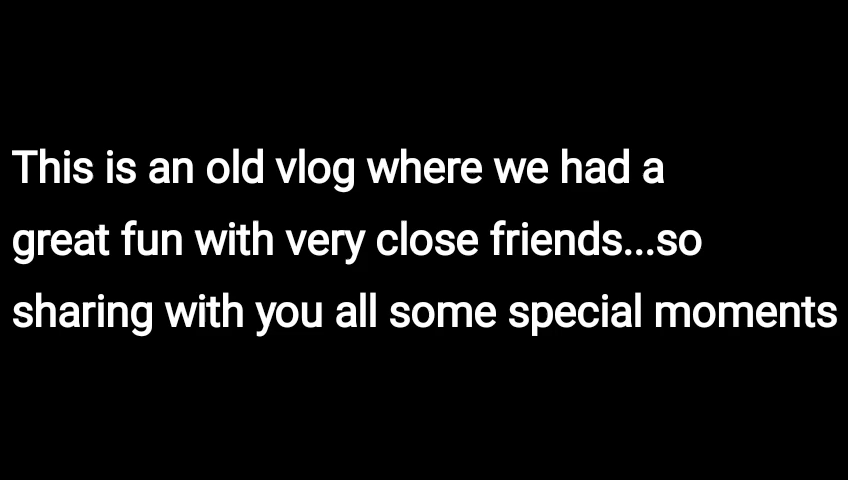 This is an old vlog where we had a
great fun with very close friends...so
sharing with you all some special moments